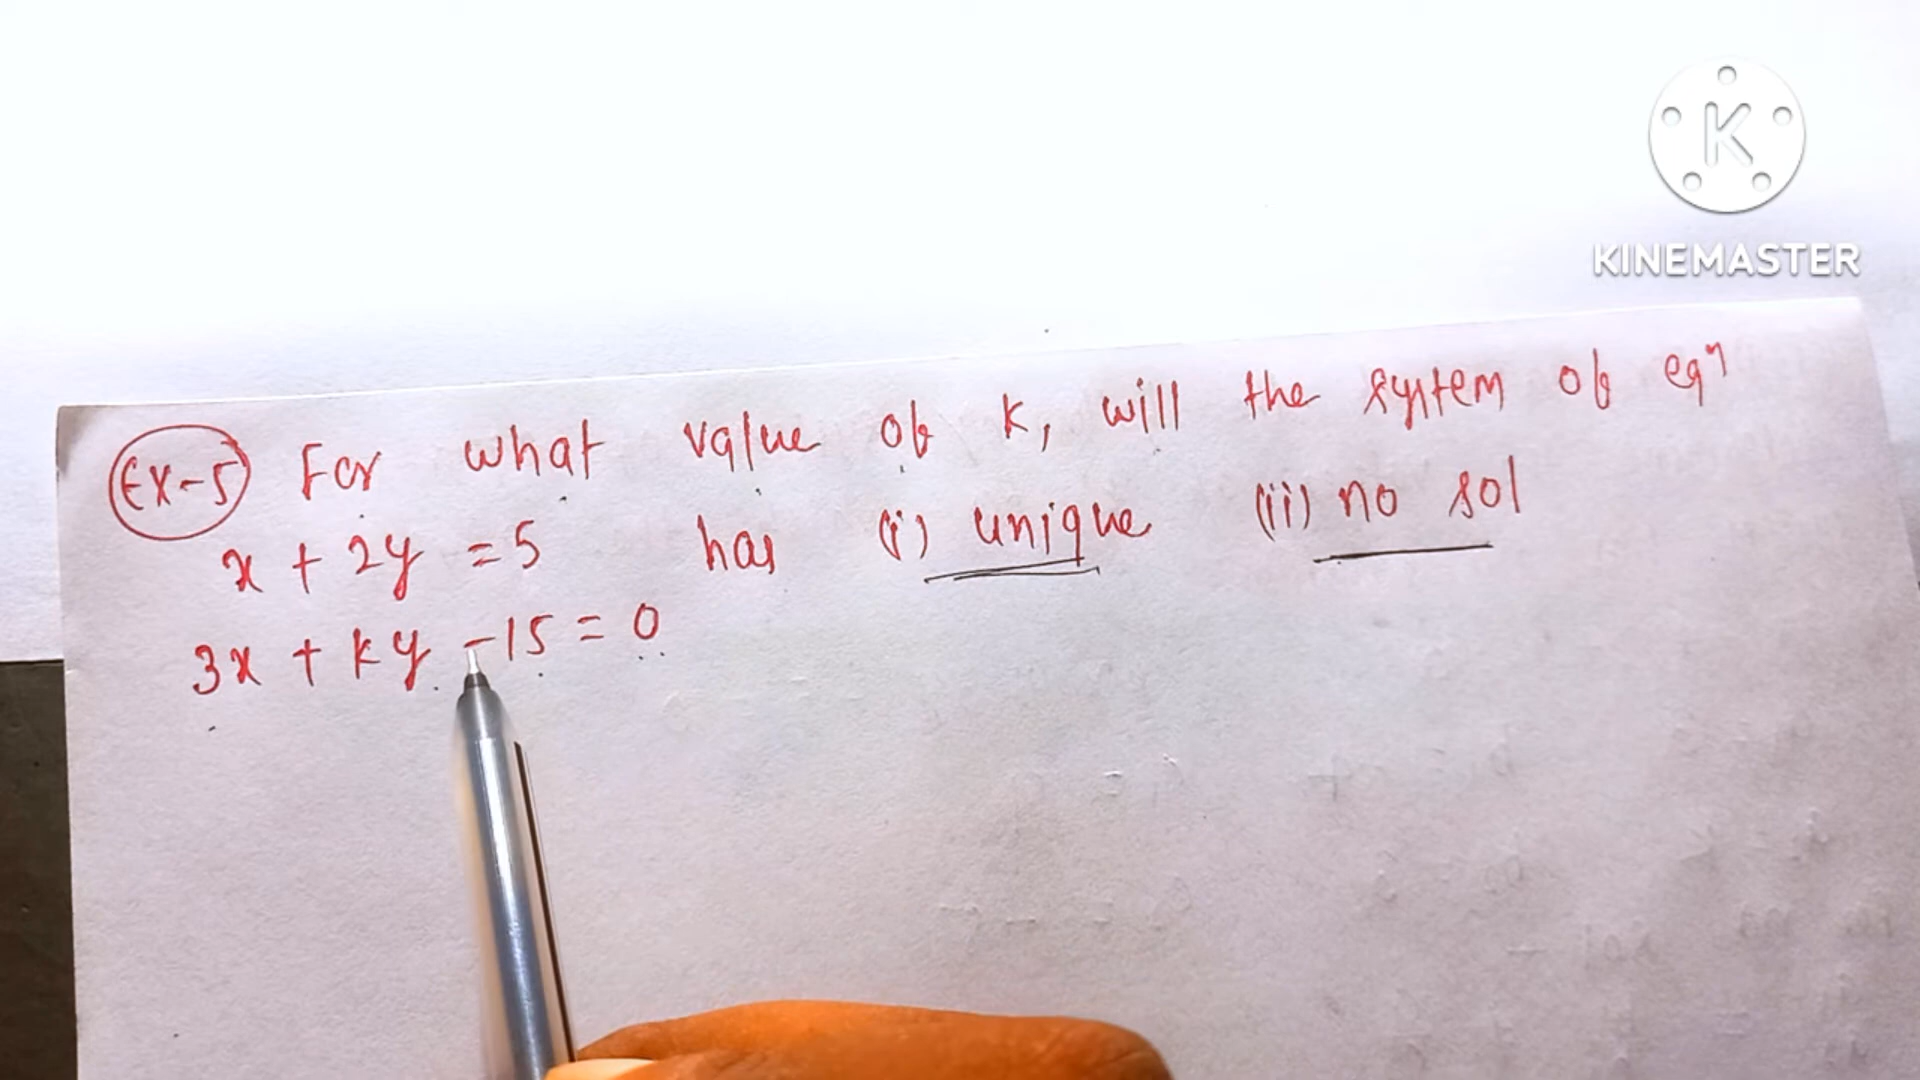 K
KINEMASTER
Ex-5 For what value of k, will the system of eqn
x + 2y = 5 has (i) unique (ii) no sol
3x + ky - 15 = 0